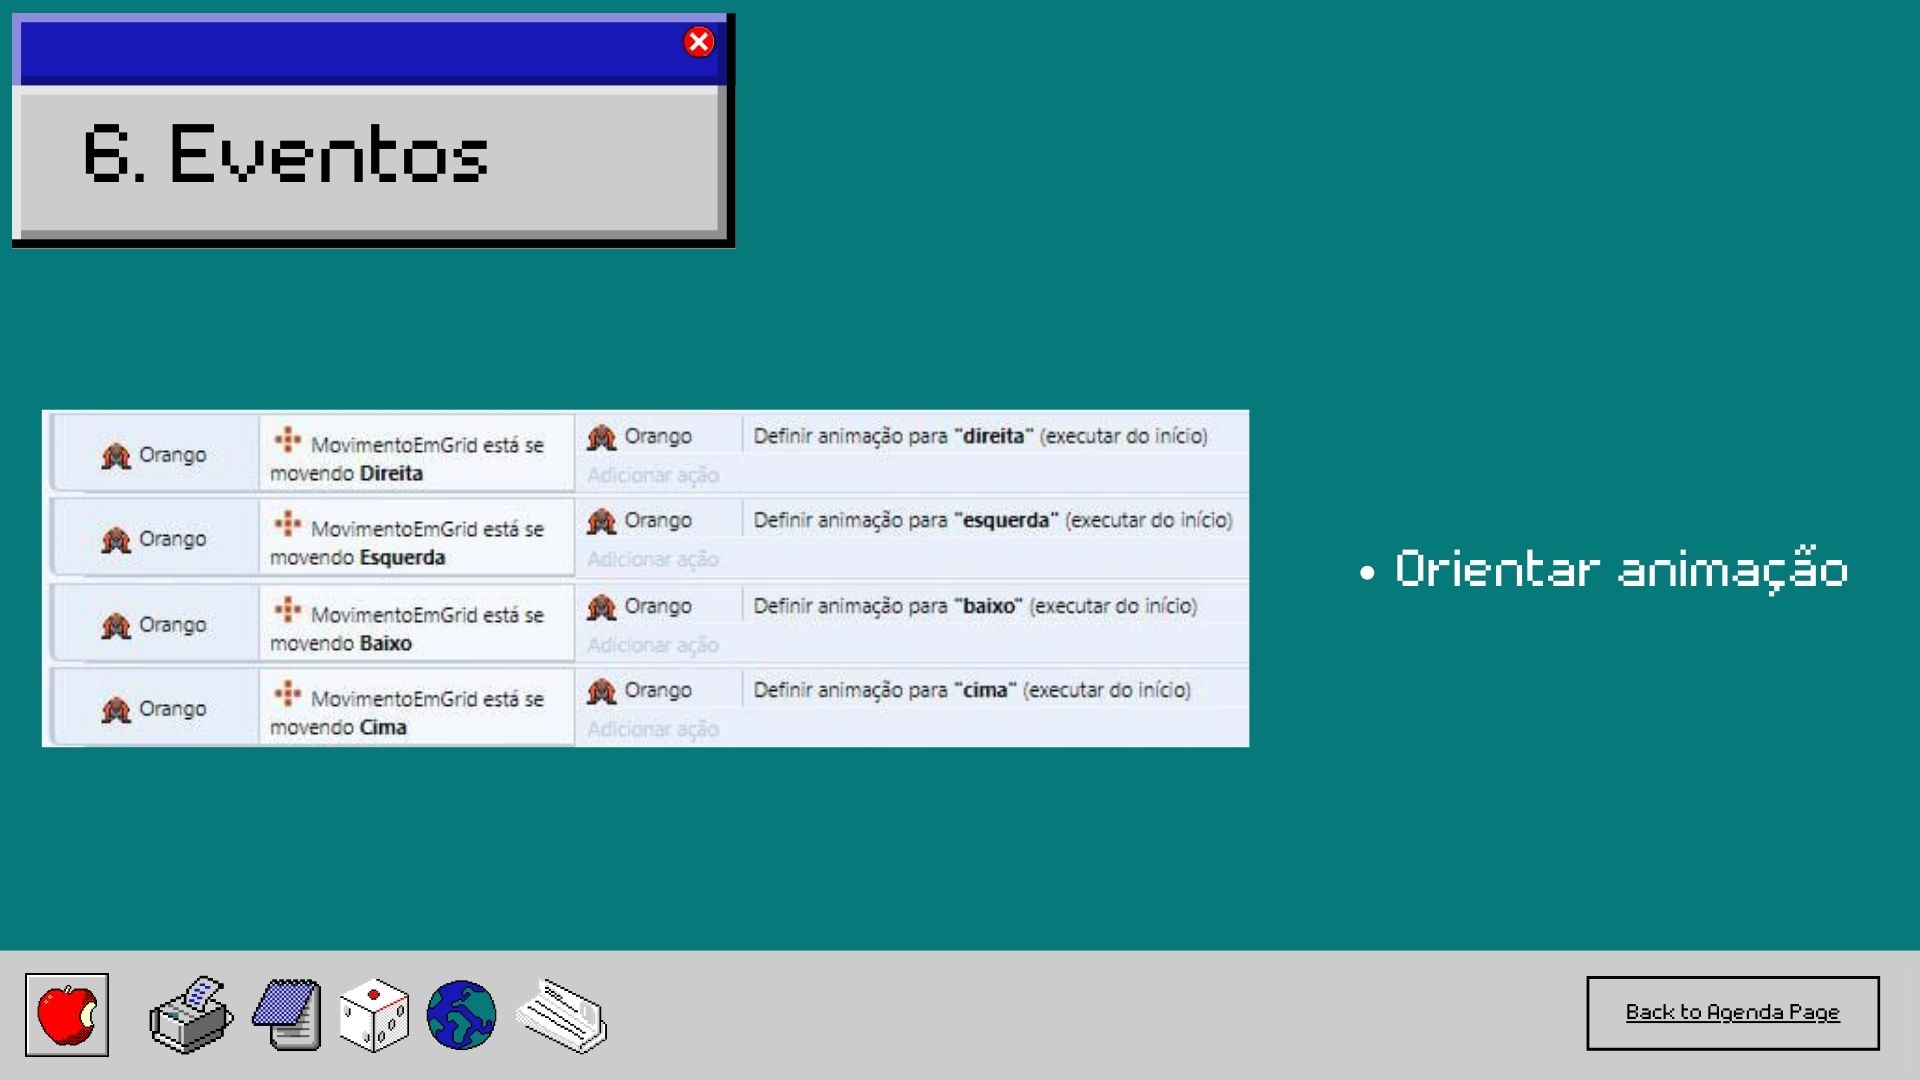 6. Eventos
Orango
MovimentoEmGrid está se
movendo Direita
Orango
Definir animação para "direita" (executar do início)
Adicionar ação
Orango
MovimentoEmGrid está se
movendo Esquerda
Orango
Definir animação para "esquerda" (executar do início)
Adicionar ação
Orango
MovimentoEmGrid está se
movendo Baixo
Orango
Definir animação para "baixo" (executar do início)
Adicionar ação
Orango
MovimentoEmGrid está se
movendo Cima
Orango
Definir animação para "cima" (executar do início)
Adicionar ação
• Orientar animação
Back to Agenda Page